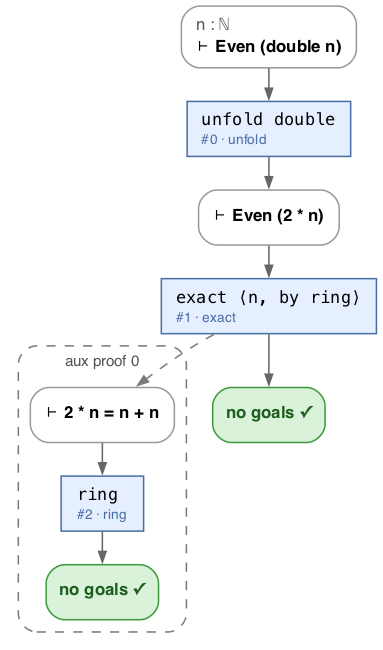 n : ℕ
⊢ Even (double n)
unfold double
#0 · unfold
⊢ Even (2 * n)
exact ⟨n, by ring⟩
#1 · exact
aux proof 0
⊢ 2 * n = n + n
no goals ✓
ring
#2 · ring
no goals ✓